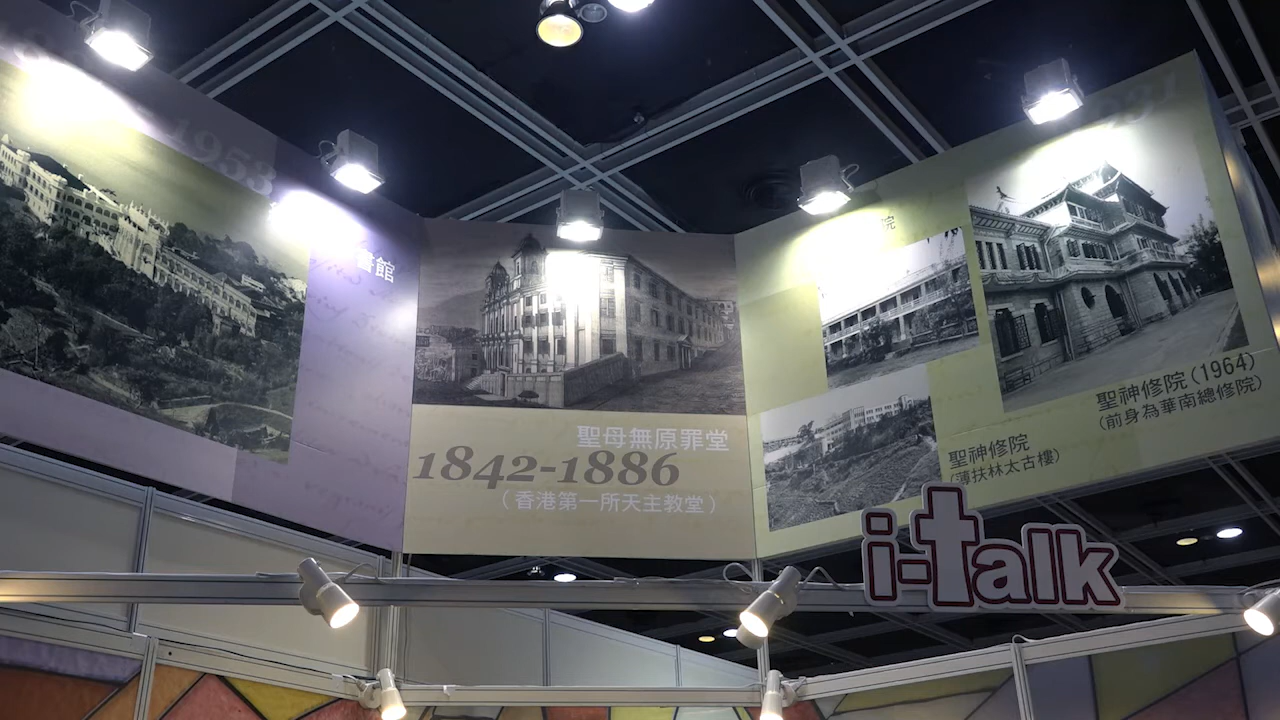 1953
書館
聖母無原罪堂
1842-1886
（香港第一所天主教堂）
院
1931
聖神修院 (1964)
(前身為華南總修院)
聖神修院
(薄扶林太古樓)
i-talk